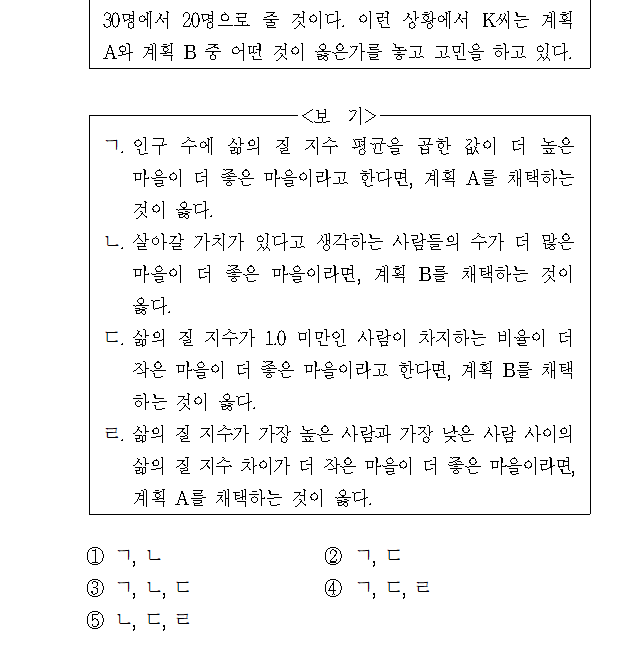 30명에서 20명으로 줄 것이다. 이런 상황에서 K씨는 계획
A와 계획 B 중 어떤 것이 옳은가를 놓고 고민을 하고 있다.
<보 기>
ㄱ. 인구 수에 삶의 질 지수 평균을 곱한 값이 더 높은
마을이 더 좋은 마을이라고 한다면, 계획 A를 채택하는
것이 옳다.
ㄴ. 살아갈 가치가 있다고 생각하는 사람들의 수가 더 많은
마을이 더 좋은 마을이라면, 계획 B를 채택하는 것이
옳다.
ㄷ. 삶의 질 지수가 1.0 미만인 사람이 차지하는 비율이 더
작은 마을이 더 좋은 마을이라고 한다면, 계획 B를 채택
하는 것이 옳다.
ㄹ. 삶의 질 지수가 가장 높은 사람과 가장 낮은 사람 사이의
삶의 질 지수 차이가 더 작은 마을이 더 좋은 마을이라면,
계획 A를 채택하는 것이 옳다.
① ㄱ, ㄴ ② ㄱ, ㄷ
③ ㄱ, ㄴ, ㄷ ④ ㄱ, ㄷ, ㄹ
⑤ ㄴ, ㄷ, ㄹ